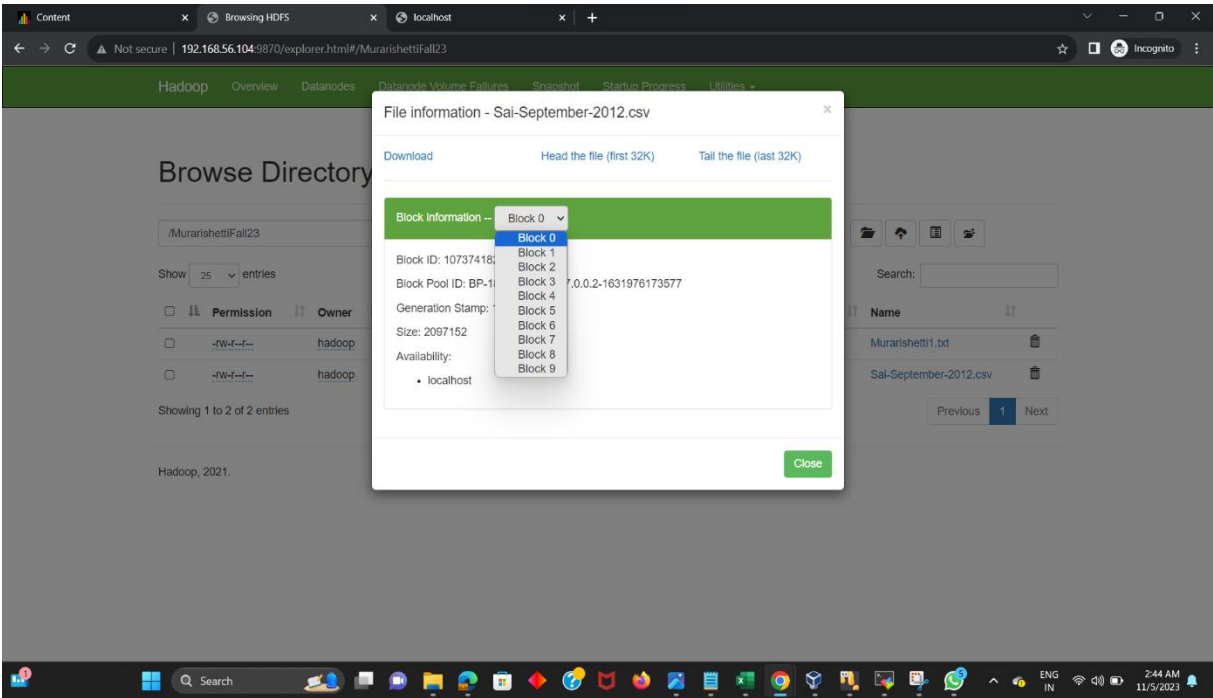 Content
Browsing HDFS
localhost
Not secure | 192.168.56.104:9870/explorer.html#/MurarishettiFall23
Incognito
Hadoop Overview Datanodes Datanode Volume Failures Snapshot Startup Progress Utilities
File information - Sai-September-2012.csv
×
Download Head the file (first 32K) Tail the file (last 32K)
Browse Directory
Block information -- Block 0
Block 0
Block 1
Block 2
Block 3
Block 4
Block 5
Block 6
Block 7
Block 8
Block 9
/MurarishettiFall23
Block ID: 107374182
Block Pool ID: BP-1 7.0.0.2-1631976173577
Generation Stamp:
Size: 2097152
Availability:
• localhost
Show 25 entries
Search:
Permission Owner Name
-rw-r--r-- hadoop Murarishetti1.txt
-rw-r--r-- hadoop Sai-September-2012.csv
Showing 1 to 2 of 2 entries
Previous 1 Next
Close
Hadoop, 2021.
1
Search
ENG
IN
2:44 AM
11/5/2023